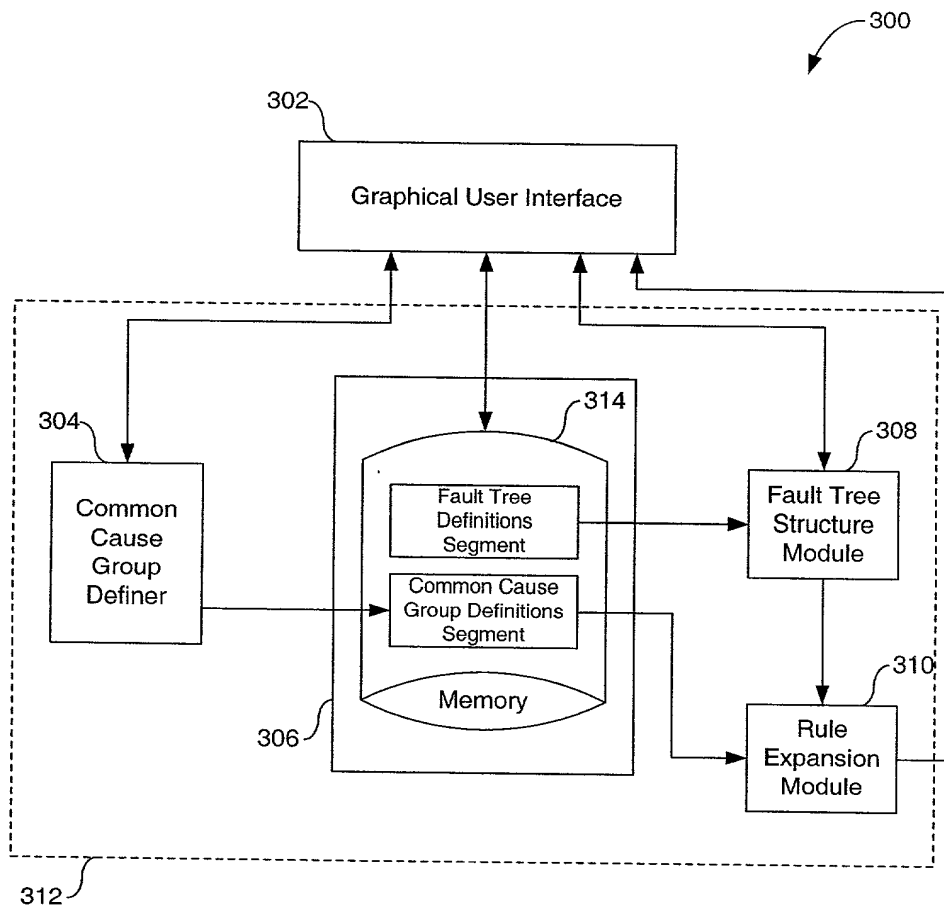 300
302
Graphical User Interface
304
Common
Cause
Group
Definer
314
Fault Tree
Definitions
Segment
Common Cause
Group Definitions
Segment
Memory
306
308
Fault Tree
Structure
Module
310
Rule
Expansion
Module
312